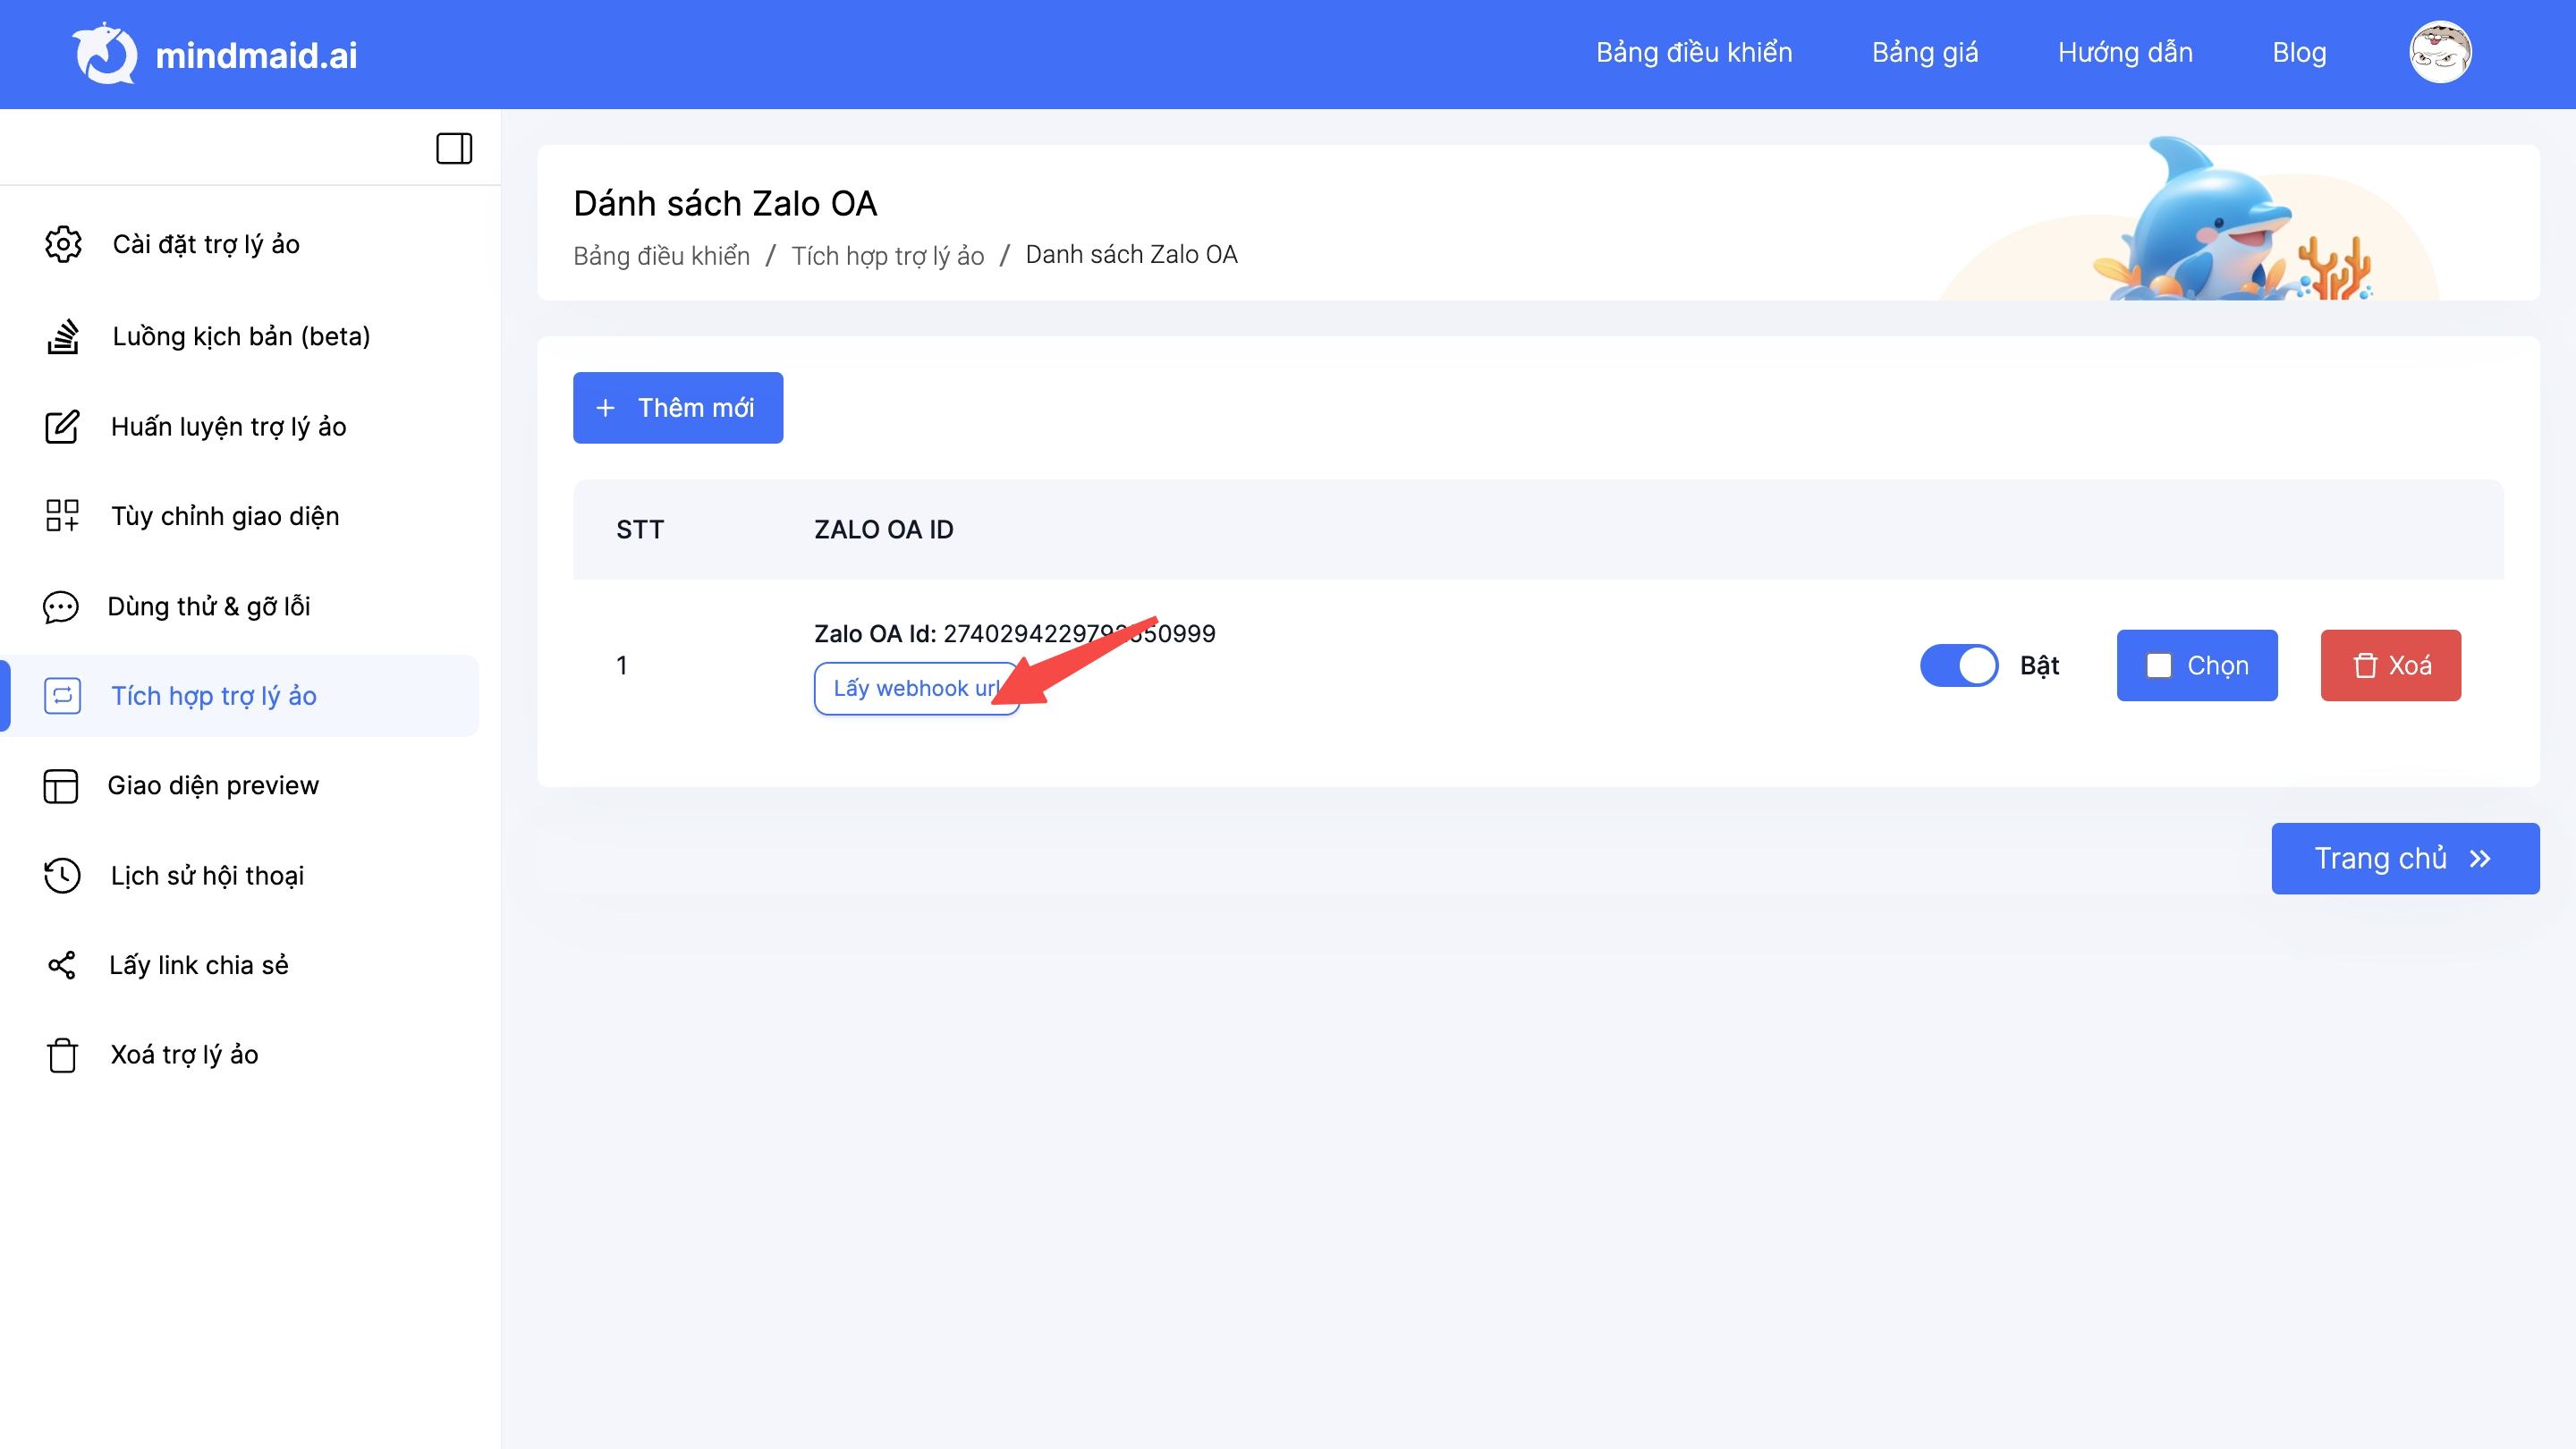 mindmaid.ai
Bảng điều khiển
Bảng giá
Hướng dẫn
Blog
Cài đặt trợ lý ảo
Luồng kịch bản (beta)
Huấn luyện trợ lý ảo
Tùy chỉnh giao diện
Dùng thử & gỡ lỗi
Tích hợp trợ lý ảo
Giao diện preview
Lịch sử hội thoại
Lấy link chia sẻ
Xoá trợ lý ảo
Dánh sách Zalo OA
Bảng điều khiển / Tích hợp trợ lý ảo / Danh sách Zalo OA
+ Thêm mới
STT ZALO OA ID
1
Zalo OA Id:
Lấy webhook url
Bật
Chọn
Xoá
Trang chủ »